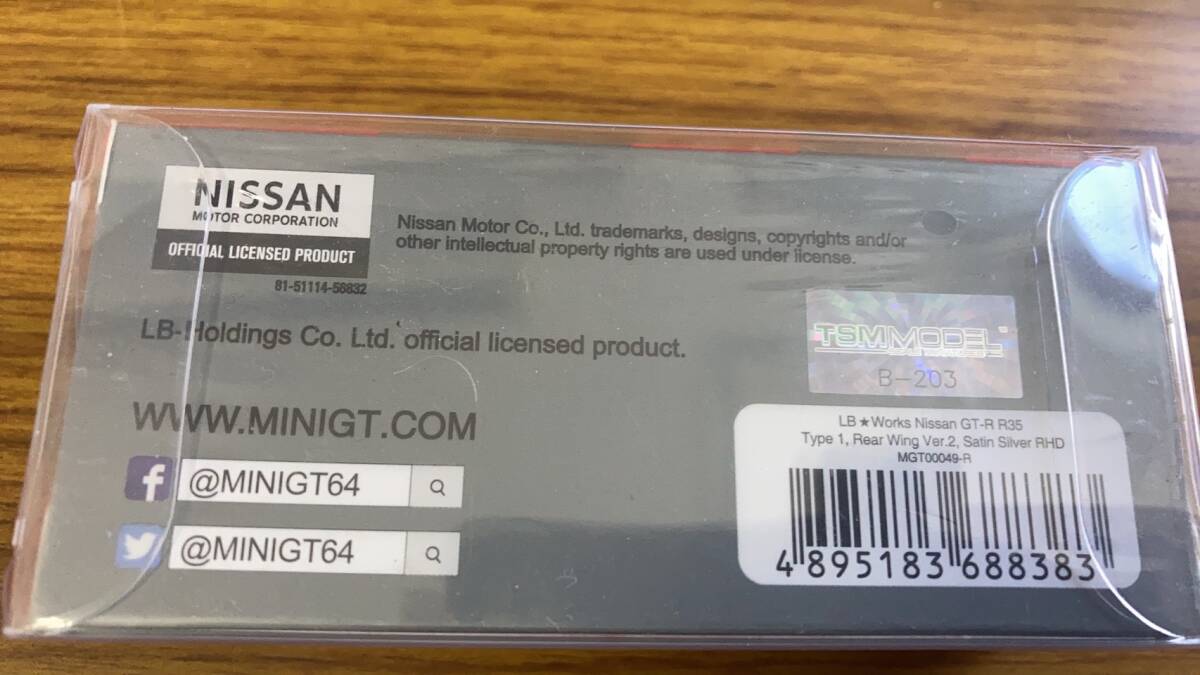 NISSAN
MOTOR CORPORATION
OFFICIAL LICENSED PRODUCT
81-51114-56832
Nissan Motor Co., Ltd. trademarks, designs, copyrights and/or
other intellectual property rights are used under license.
LB-Holdings Co. Ltd. official licensed product.
TSMMODEL
B-203
WWW.MINIGT.COM
@MINIGT64
@MINIGT64
LB★Works Nissan GT-R R35
Type 1, Rear Wing Ver.2, Satin Silver RHD
MGT00049-R
4 895183 688383